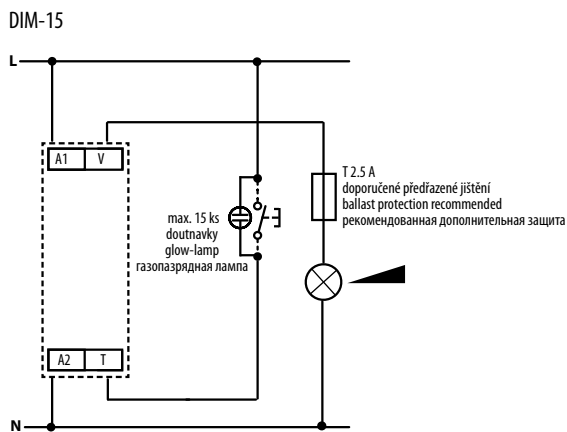 DIM-15
L
A1 V
T 2.5 A
doporučené předřazené jištění
ballast protection recommended
рекомендованная дополнительная защита
max. 15 ks
doutnavky
glow-lamp
газопазрядная лампа
A2 T
N